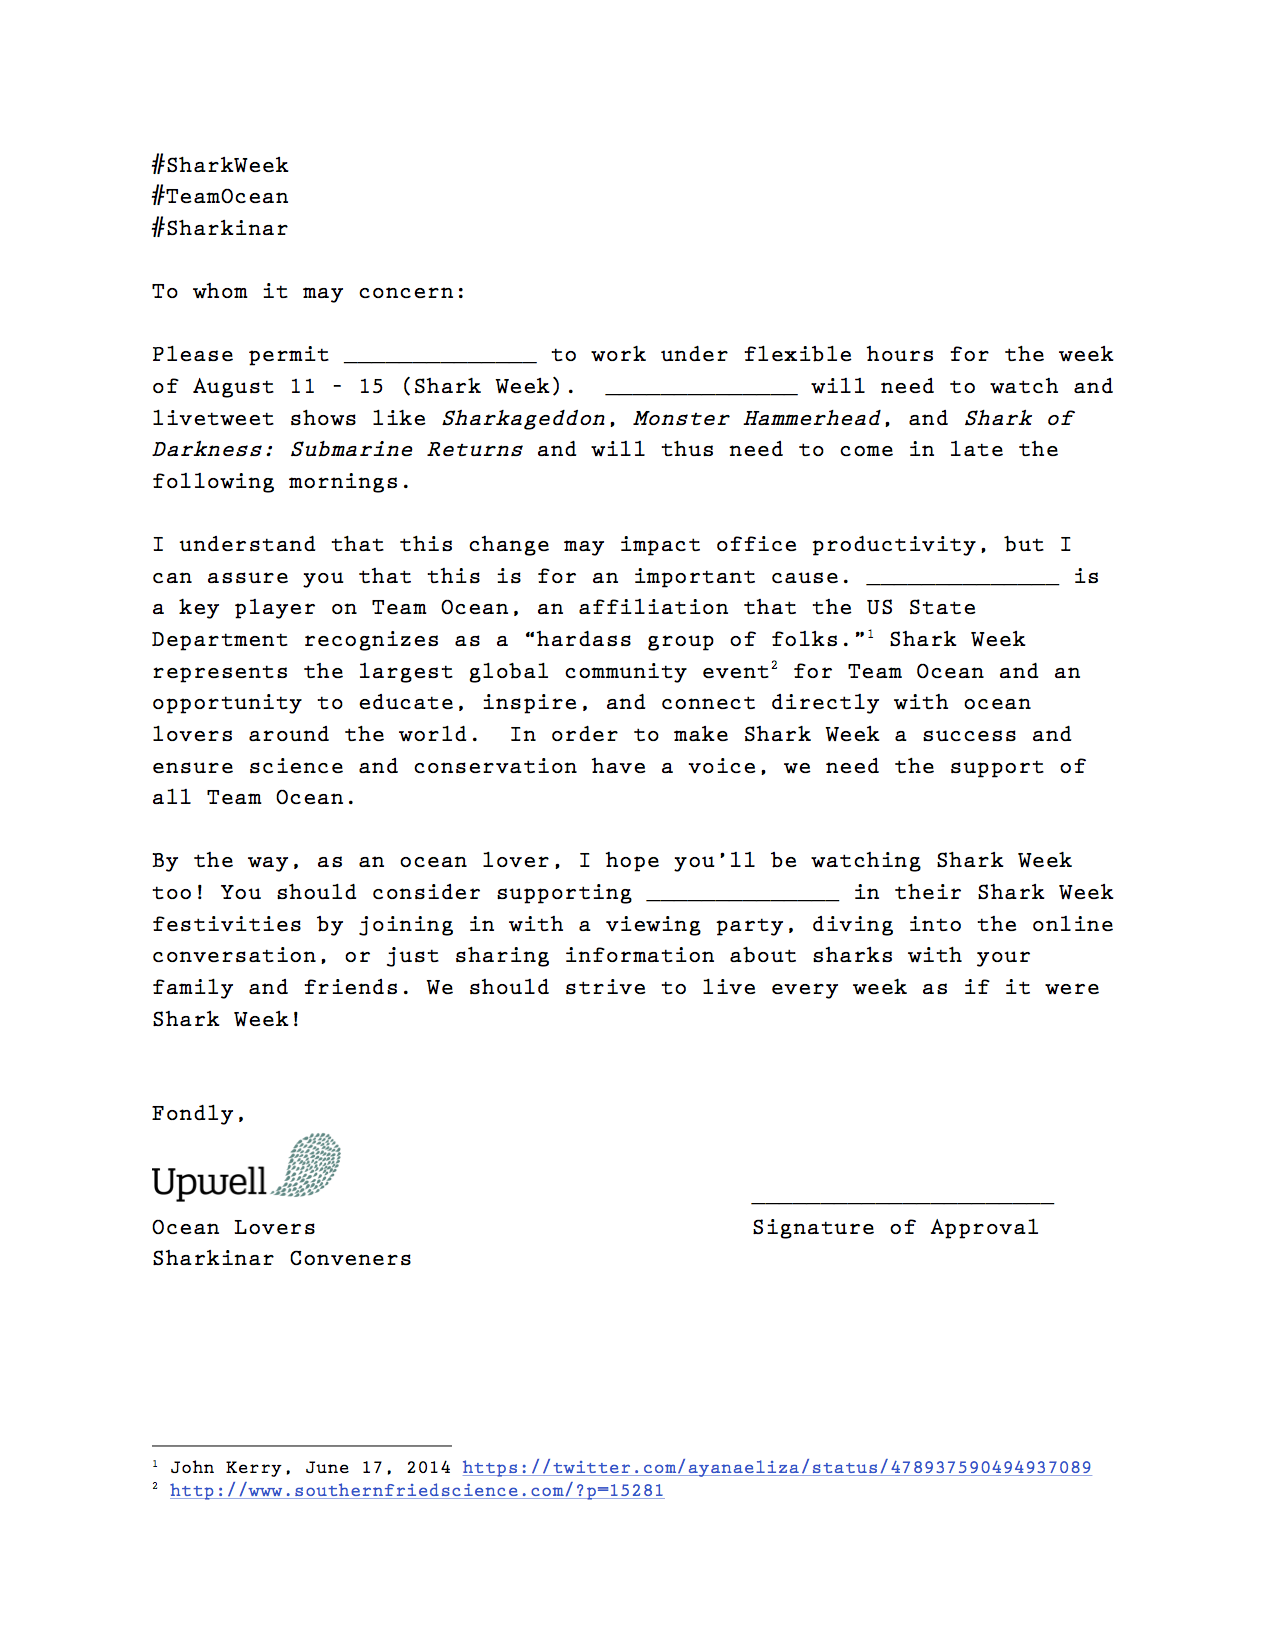 #SharkWeek
#TeamOcean
#Sharkinar
To whom it may concern:
Please permit ______________ to work under flexible hours for the week
of August 11 - 15 (Shark Week).  ______________ will need to watch and
livetweet shows like Sharkageddon, Monster Hammerhead, and Shark of
Darkness: Submarine Returns and will thus need to come in late the
following mornings.
I understand that this change may impact office productivity, but I
can assure you that this is for an important cause. ______________ is
a key player on Team Ocean, an affiliation that the US State
Department recognizes as a “hardass group of folks.”1 Shark Week
represents the largest global community event2 for Team Ocean and an
opportunity to educate, inspire, and connect directly with ocean
lovers around the world.  In order to make Shark Week a success and
ensure science and conservation have a voice, we need the support of
all Team Ocean.
By the way, as an ocean lover, I hope you’ll be watching Shark Week
too! You should consider supporting ______________ in their Shark Week
festivities by joining in with a viewing party, diving into the online
conversation, or just sharing information about sharks with your
family and friends. We should strive to live every week as if it were
Shark Week!
Fondly,
Upwell
______________________
Ocean Lovers
Signature of Approval
Sharkinar Conveners
1 John Kerry, June 17, 2014 https://twitter.com/ayanaeliza/status/478937590494937089
2 http://www.southernfriedscience.com/?p=15281